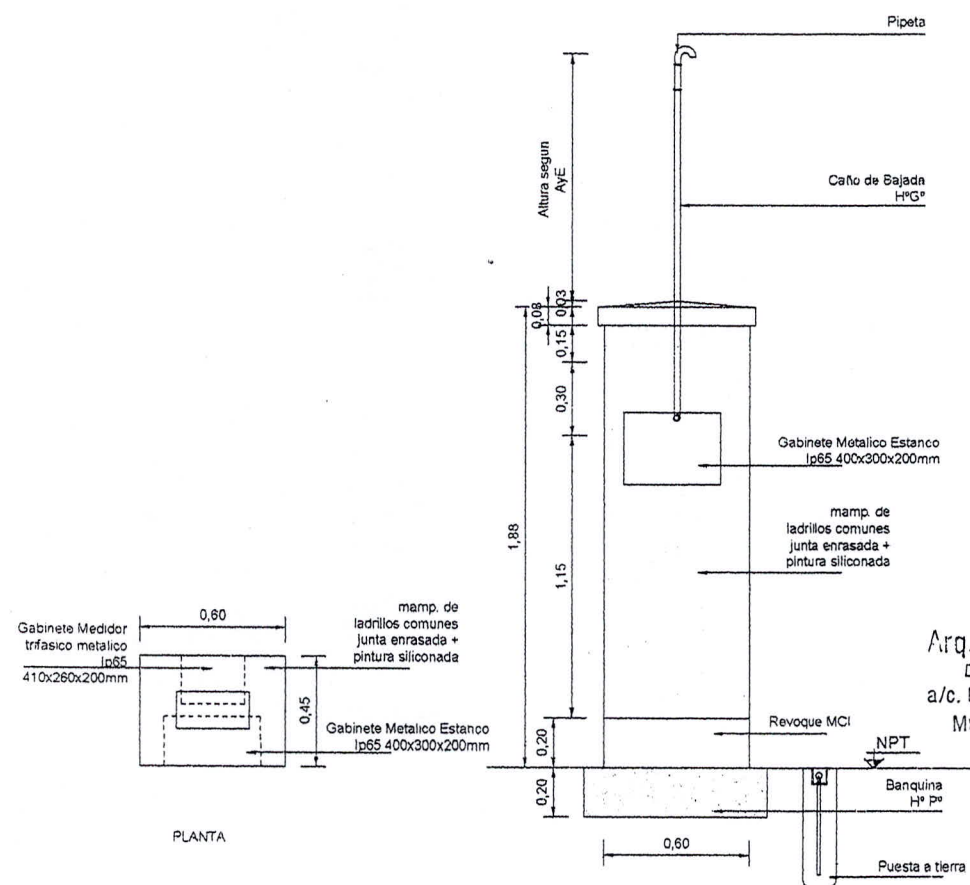 Pipeta
Altura segun
AyE
Caño de Bajada
HºGº
0,03
0,08
0,15
0,30
Gabinete Metalico Estanco
Ip65 400x300x200mm
mamp. de
ladrillos comunes
junta enrasada +
pintura siliconada
1,88
1,15
0,60
Gabinete Medidor
trifasico metalico
Ip65
410x260x200mm
mamp. de
ladrillos comunes
junta enrasada +
pintura siliconada
0,45
Gabinete Metalico Estanco
Ip65 400x300x200mm
Arq.
a/c.
Revoque MCI
0,20
NPT
0,20
Banquina
Hº Pº
PLANTA
0,60
Puesta a tierra